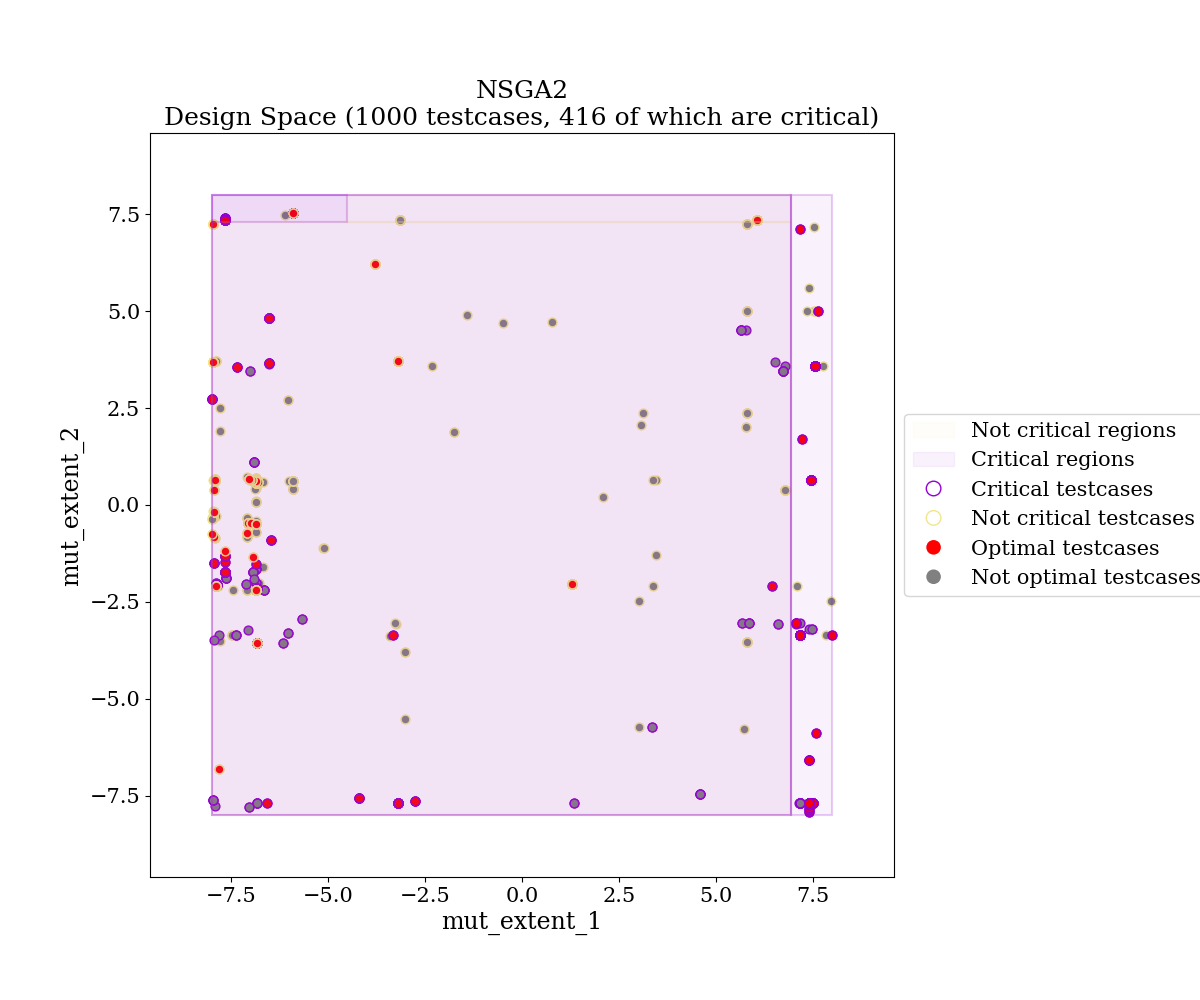 NSGA2
Design Space (1000 testcases, 416 of which are critical)
7.5
5.0
2.5
0.0
−2.5
−5.0
−7.5
mut_extent_2
−7.5
−5.0
−2.5
0.0
2.5
5.0
7.5
mut_extent_1
Not critical regions
Critical regions
Critical testcases
Not critical testcases
Optimal testcases
Not optimal testcases